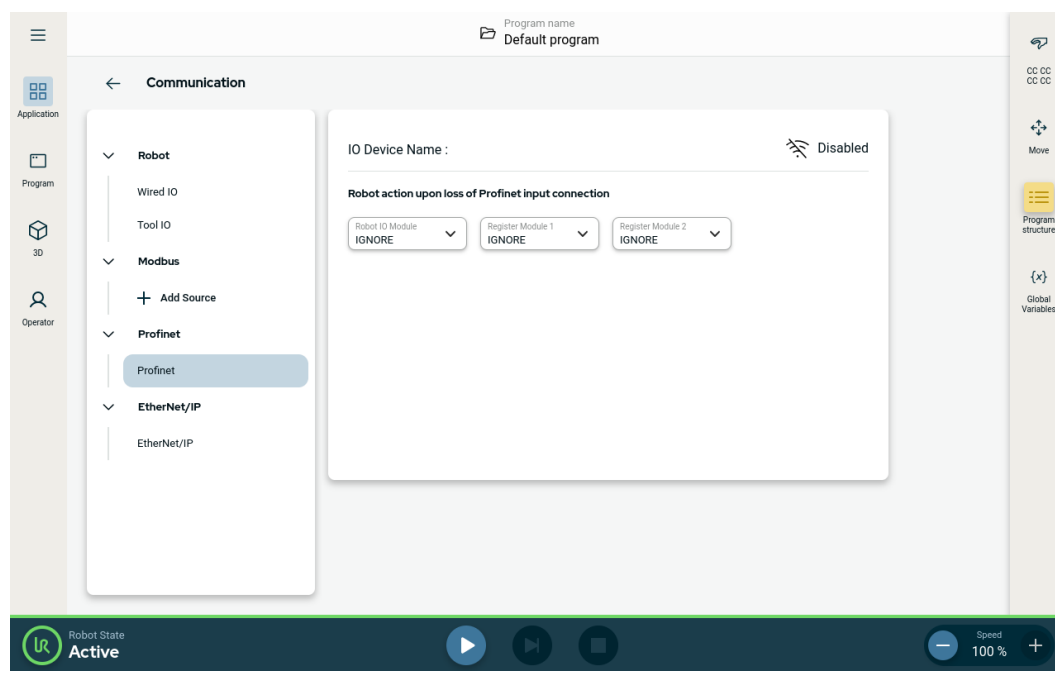 Program name
Default program
Communication
Application
Program
3D
Operator
Robot
Wired IO
Tool IO
Modbus
Add Source
Profinet
Profinet
EtherNet/IP
EtherNet/IP
IO Device Name :
Disabled
Robot action upon loss of Profinet input connection
Robot IO Module
IGNORE
Register Module 1
IGNORE
Register Module 2
IGNORE
CC CC
CC CC
Move
Program
structure
{x}
Global
Variables
UR
Robot State
Active
Speed
100 %